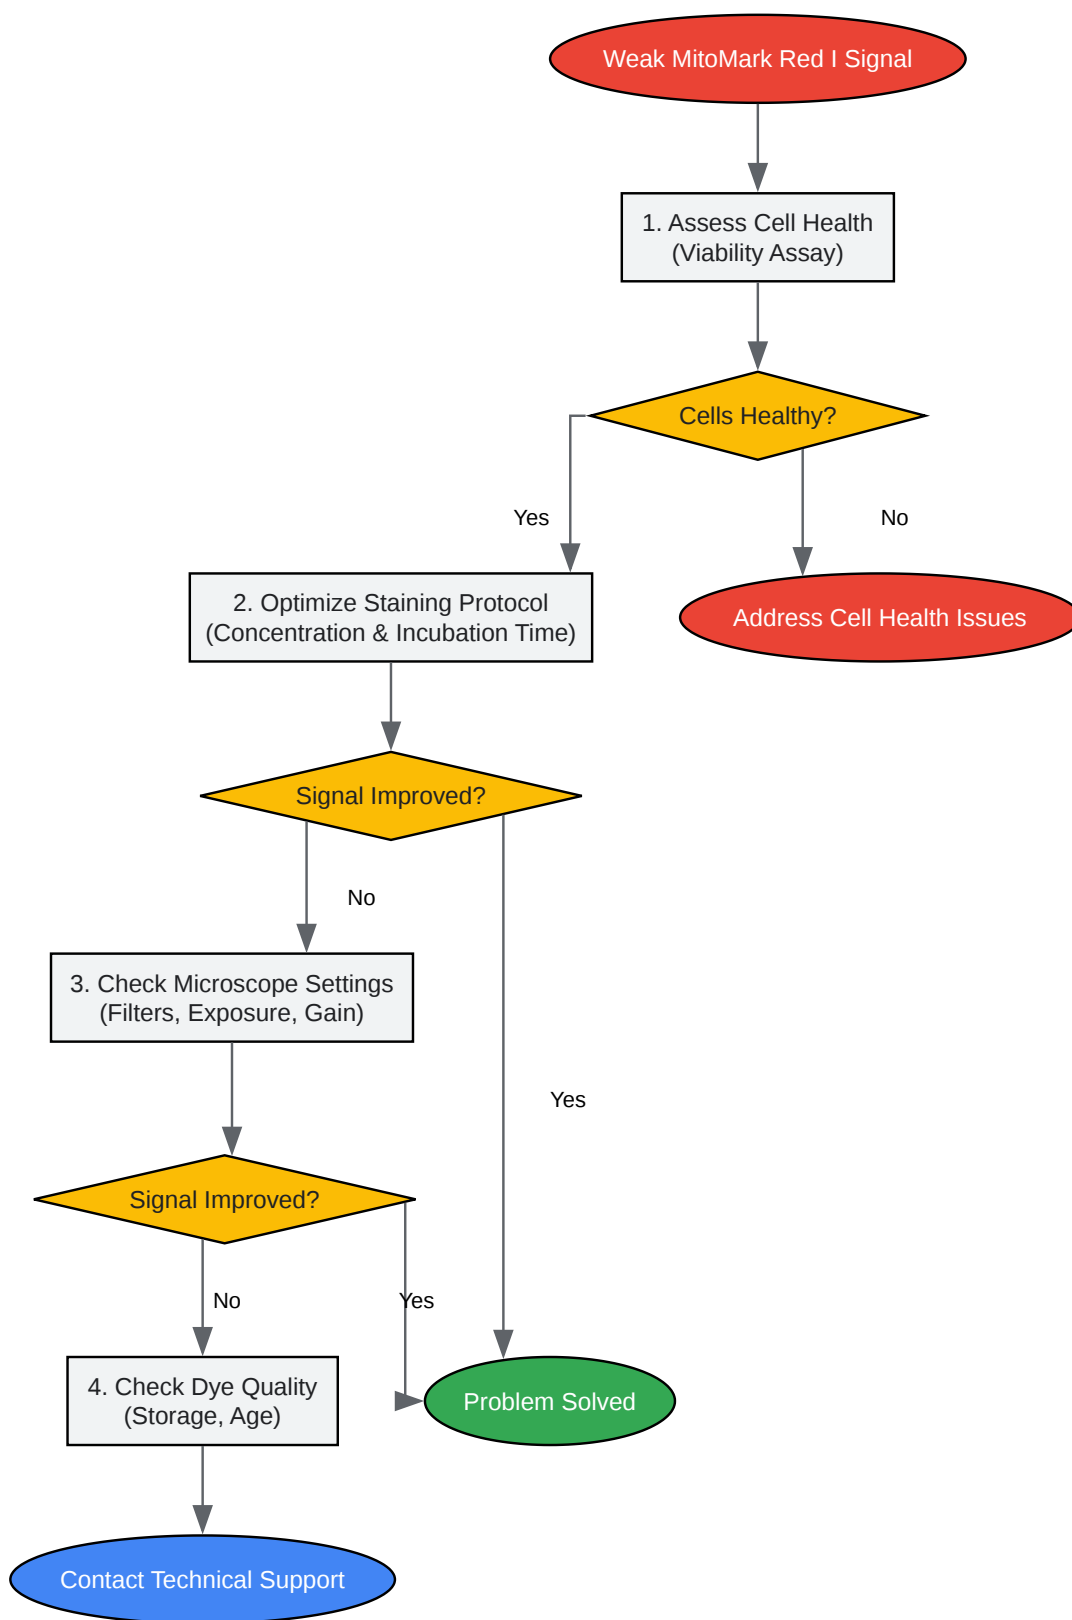 Weak MitoMark Red I Signal
1. Assess Cell Health
(Viability Assay)
Cells Healthy?
Yes
No
2. Optimize Staining Protocol
(Concentration & Incubation Time)
Address Cell Health Issues
Signal Improved?
No
3. Check Microscope Settings
(Filters, Exposure, Gain)
Yes
Signal Improved?
No
Yes
4. Check Dye Quality
(Storage, Age)
Problem Solved
Contact Technical Support